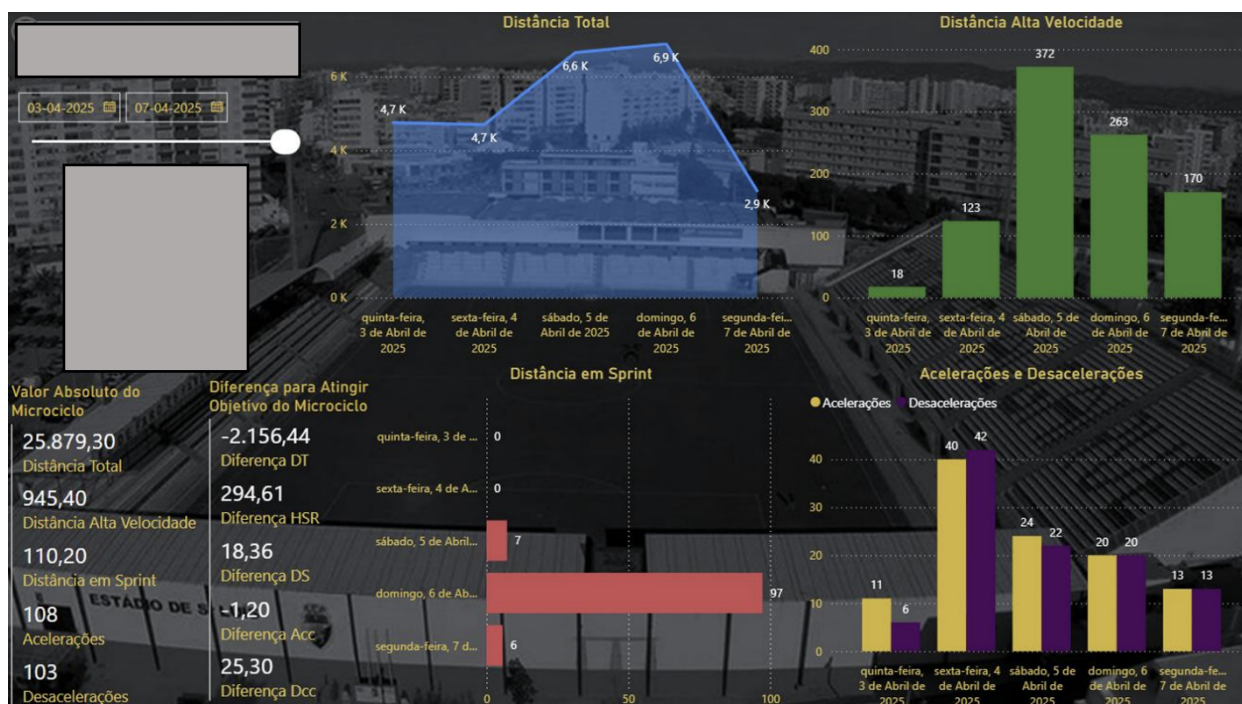 03-04-2025
07-04-2025
Distância Total
6 K
4 K
2 K
0 K
4,7 K
4,7 K
6,6 K
6,9 K
2,9 K
quinta-feira,
3 de Abril de
2025
sexta-feira, 4
de Abril de
2025
sábado, 5 de
Abril de 2025
domingo, 6
de Abril de
2025
segunda-fei...
7 de Abril de
2025
Distância Alta Velocidade
400
300
200
100
0
18
123
372
263
170
quinta-feira,
3 de Abril de
2025
sexta-feira, 4
de Abril de
2025
sábado, 5 de
Abril de
2025
domingo, 6
de Abril de
2025
segunda-fe...
7 de Abril de
2025
Valor Absoluto do
Microciclo
25.879,30
Distância Total
945,40
Distância Alta Velocidade
110,20
Distância em Sprint
108
Acelerações
103
Desacelerações
Diferença para Atingir
Objetivo do Microciclo
-2.156,44
Diferença DT
294,61
Diferença HSR
18,36
Diferença DS
-1,20
Diferença Acc
25,30
Diferença Dcc
ESTÁDIO DE
Distância em Sprint
quinta-feira, 3 de ...
0
sexta-feira, 4 de A...
0
sábado, 5 de Abril...
7
domingo, 6 de Ab...
97
segunda-feira, 7 d...
6
0
50
100
Acelerações e Desacelerações
Acelerações
Desacelerações
40
30
20
10
0
11
6
40
42
24
22
20
20
13
13
quinta-feira,
3 de Abril de
2025
sexta-feira, 4
de Abril de
2025
sábado, 5 de
Abril de
2025
domingo, 6
de Abril de
2025
segunda-fe...
7 de Abril de
2025